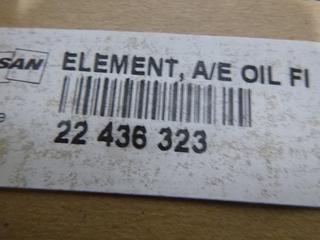 SAN ELEMENT, A/E OIL FI
22 436 323
e